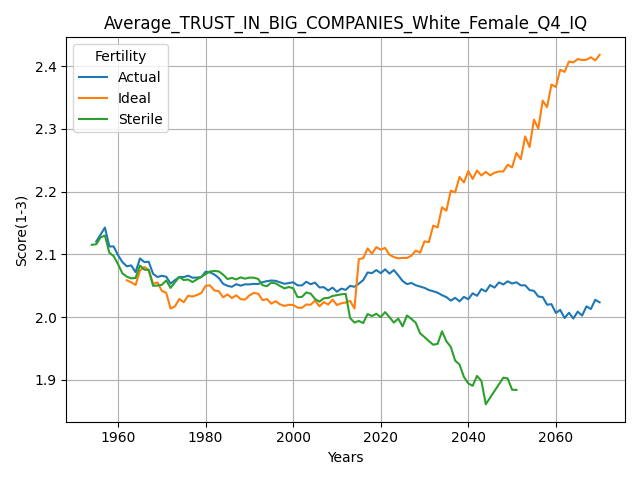 Average_TRUST_IN_BIG_COMPANIES_White_Female_Q4_IQ
Fertility
Actual
Ideal
Sterile
2.4
2.3
2.2
2.1
2.0
1.9
Score(1-3)
1960
1980
2000
2020
2040
2060
Years